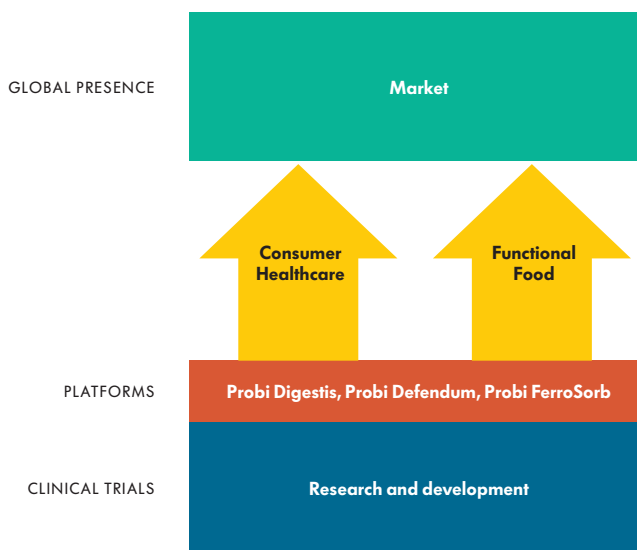 GLOBAL PRESENCE
Market
Consumer
Healthcare
Functional
Food
PLATFORMS
Probi Digestis, Probi Defendum, Probi FerroSorb
CLINICAL TRIALS
Research and development